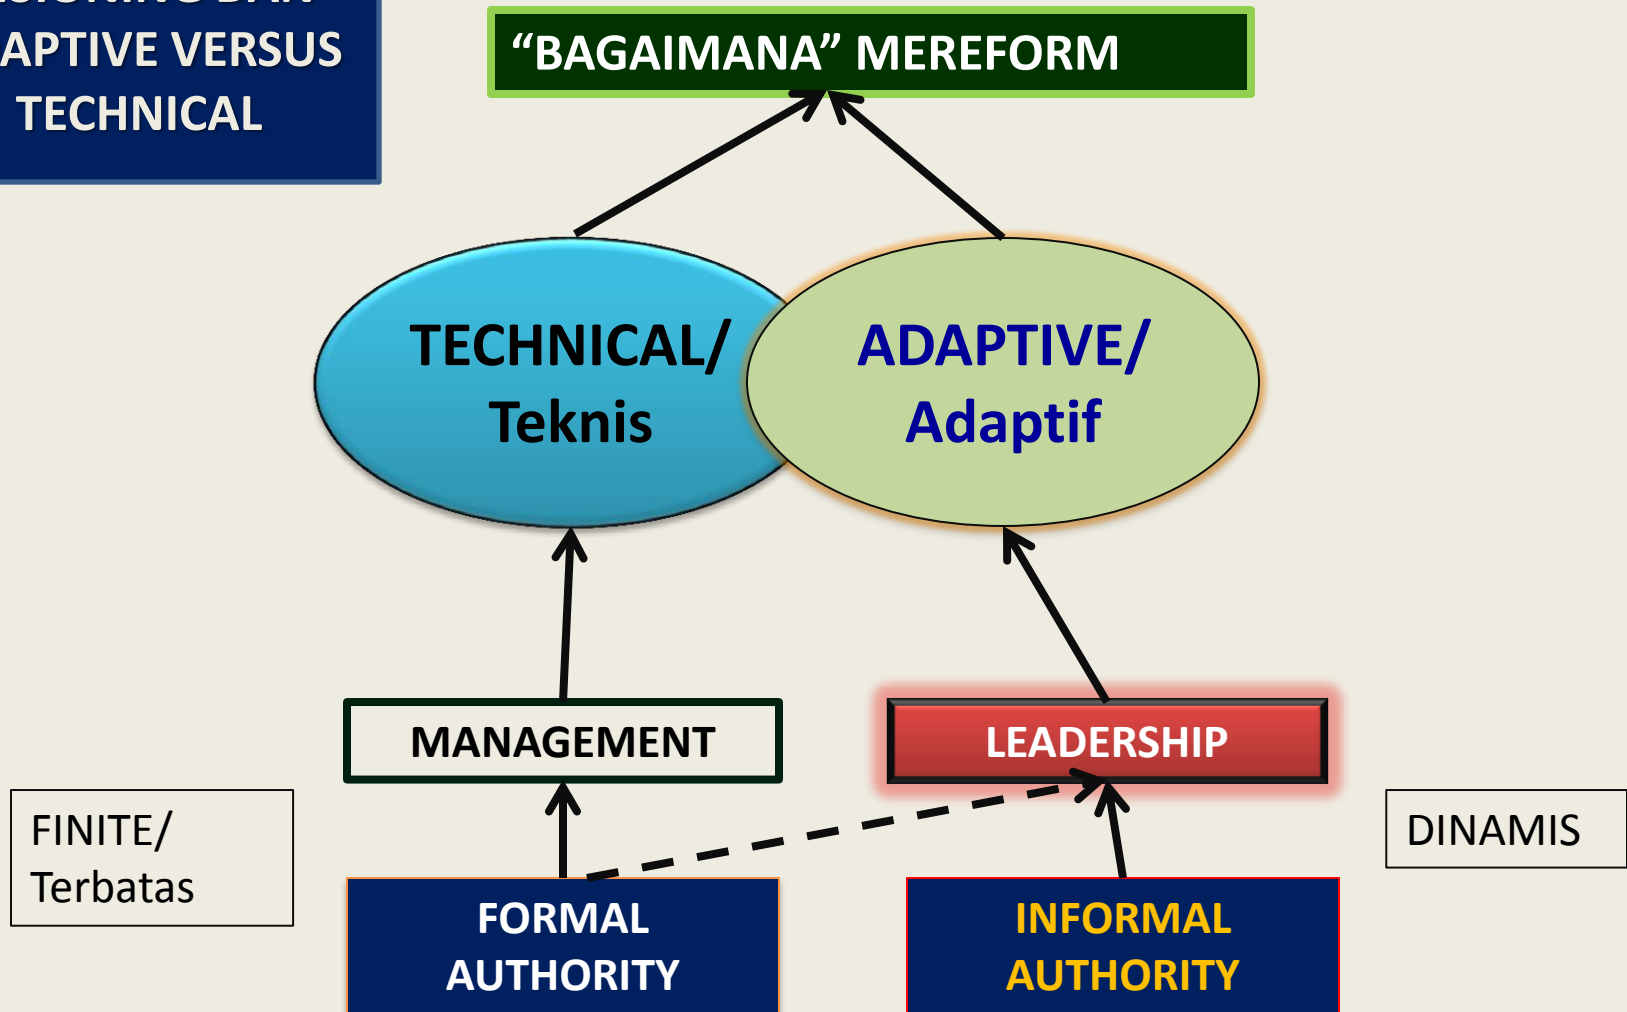 APTIVE VERSUS
TECHNICAL
“BAGAIMANA” MEREFORM
TECHNICAL/
Teknis
ADAPTIVE/
Adaptif
MANAGEMENT
LEADERSHIP
FINITE/
Terbatas
DINAMIS
FORMAL
AUTHORITY
INFORMAL
AUTHORITY